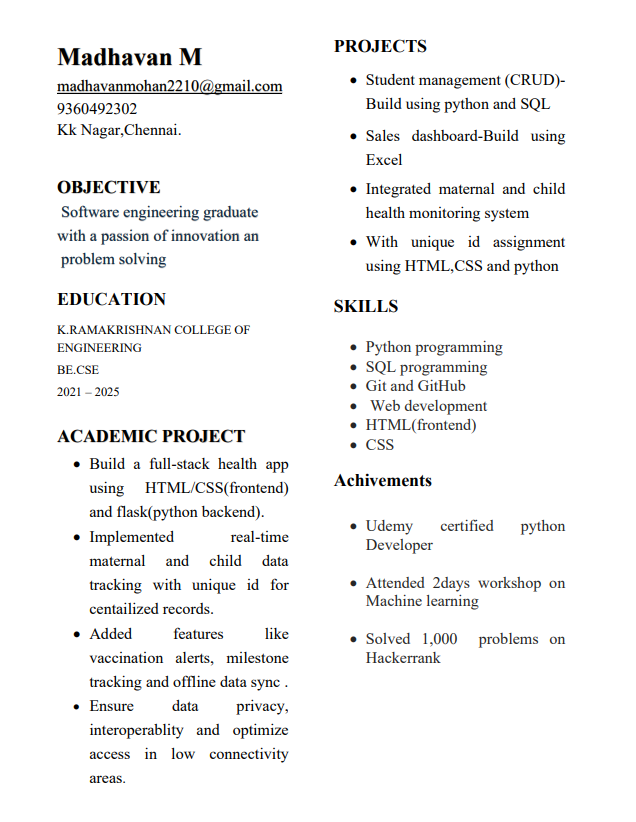 Madhavan M
madhavanmohan2210@gmail.com
9360492302
Kk Nagar,Chennai.
OBJECTIVE
Software engineering graduate
with a passion of innovation an
problem solving
EDUCATION
K.RAMAKRISHNAN COLLEGE OF
ENGINEERING
BE.CSE
2021 – 2025
ACADEMIC PROJECT
• Build a full-stack health app
using HTML/CSS(frontend)
and flask(python backend).
• Implemented real-time
maternal and child data
tracking with unique id for
centailized records.
• Added features like
vaccination alerts, milestone
tracking and offline data sync .
• Ensure data privacy,
interoperablity and optimize
access in low connectivity
areas.
PROJECTS
• Student management (CRUD)-
Build using python and SQL
• Sales dashboard-Build using
Excel
• Integrated maternal and child
health monitoring system
• With unique id assignment
using HTML,CSS and python
SKILLS
• Python programming
• SQL programming
• Git and GitHub
• Web development
• HTML(frontend)
• CSS
Achivements
• Udemy certified python
Developer
• Attended 2days workshop on
Machine learning
• Solved 1,000 problems on
Hackerrank